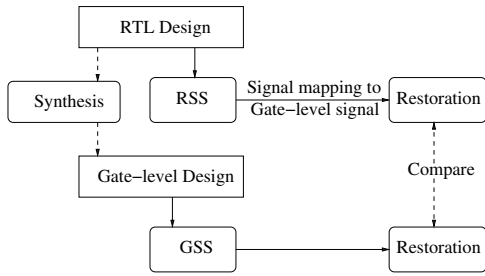 RTL Design
Synthesis
RSS
Signal mapping to
Gate-level signal
Restoration
Gate-level Design
Compare
GSS
Restoration